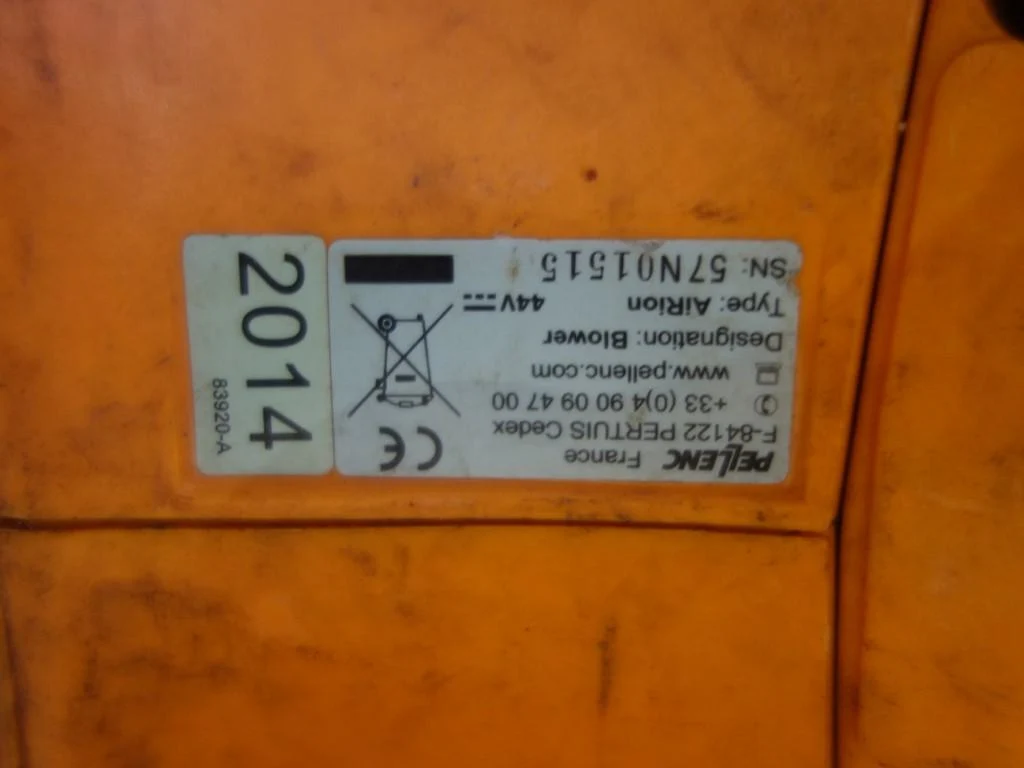 PELLENC France
F-84122 PERTUIS Cedex
+33 (0)4 90 09 47 00
www.pellenc.com
Designation: Blower
Type: AiRion 44V
SN: 57N01515
CE
2014
83920-A